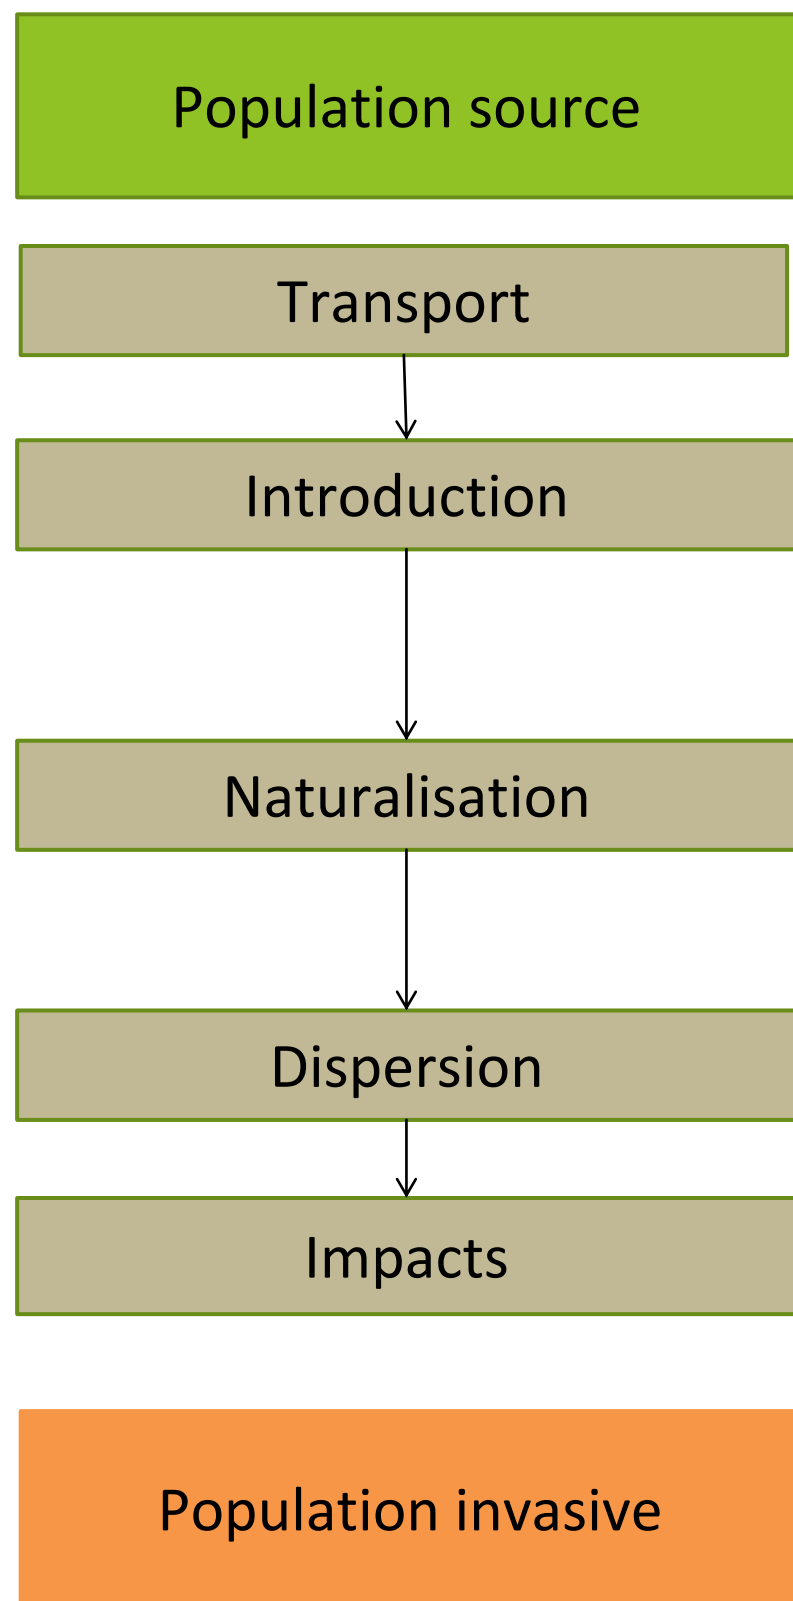 Population source
Transport
Introduction
Naturalisation
Dispersion
Impacts
Population invasive